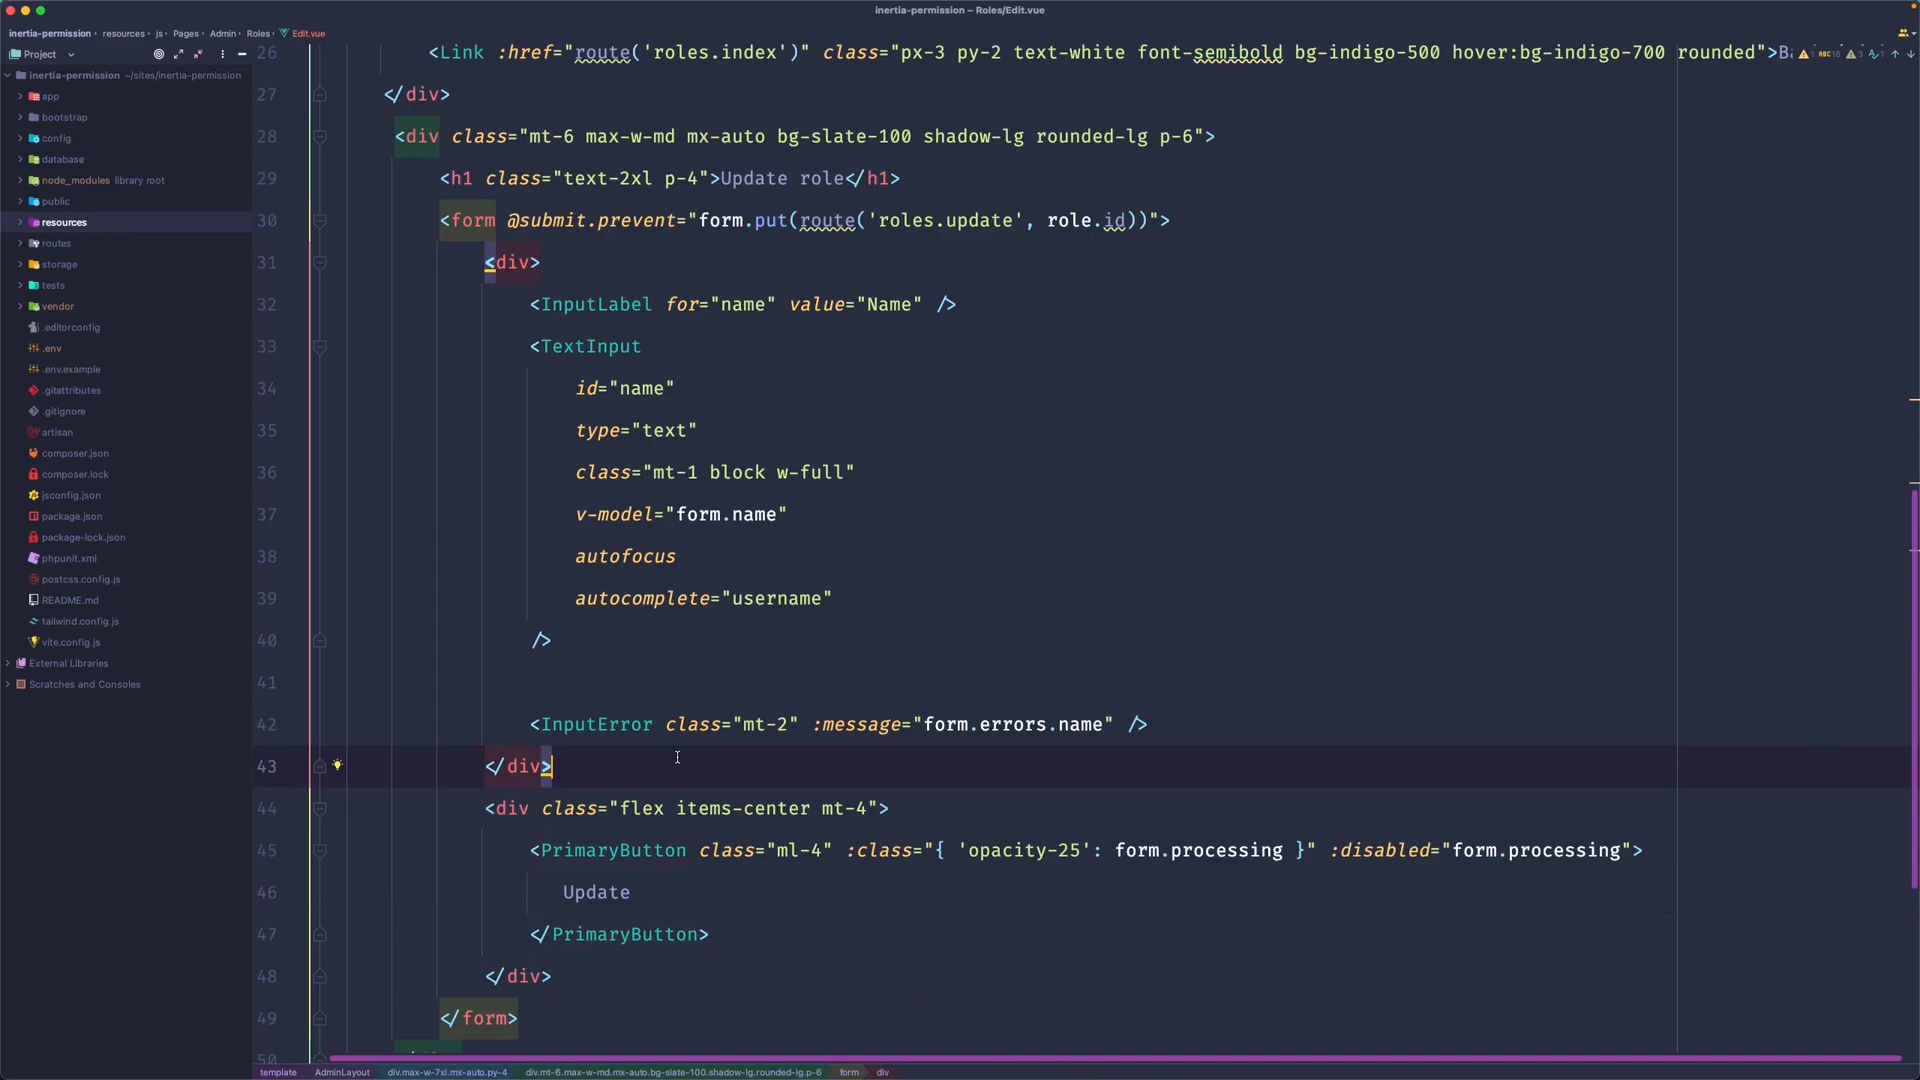 inertia-permission – Roles/Edit.vue
inertia-permission › resources › js › Pages › Admin › Roles › Edit.vue
Project
inertia-permission ~/sites/inertia-permission
app
bootstrap
config
database
node_modules library root
public
resources
routes
storage
tests
vendor
.editorconfig
.env
.env.example
.gitattributes
.gitignore
artisan
composer.json
composer.lock
jsconfig.json
package.json
package-lock.json
phpunit.xml
postcss.config.js
README.md
tailwind.config.js
vite.config.js
External Libraries
Scratches and Consoles
26 <Link :href="route('roles.index')" class="px-3 py-2 text-white font-semibold bg-indigo-500 hover:bg-indigo-700 rounded">
27 </div>
28 <div class="mt-6 max-w-md mx-auto bg-slate-100 shadow-lg rounded-lg p-6">
29 <h1 class="text-2xl p-4">Update role</h1>
30 <form @submit.prevent="form.put(route('roles.update', role.id))">
31 <div>
32 <InputLabel for="name" value="Name" />
33 <TextInput
34 id="name"
35 type="text"
36 class="mt-1 block w-full"
37 v-model="form.name"
38 autofocus
39 autocomplete="username"
40 />
41
42 <InputError class="mt-2" :message="form.errors.name" />
43 </div>
44 <div class="flex items-center mt-4">
45 <PrimaryButton class="ml-4" :class="{ 'opacity-25': form.processing }" :disabled="form.processing">
46 Update
47 </PrimaryButton>
48 </div>
49 </form>
50
template AdminLayout div.max-w-7xl.mx-auto.py-4 div.mt-6.max-w-md.mx-auto.bg-slate-100.shadow-lg.rounded-lg.p-6 form div